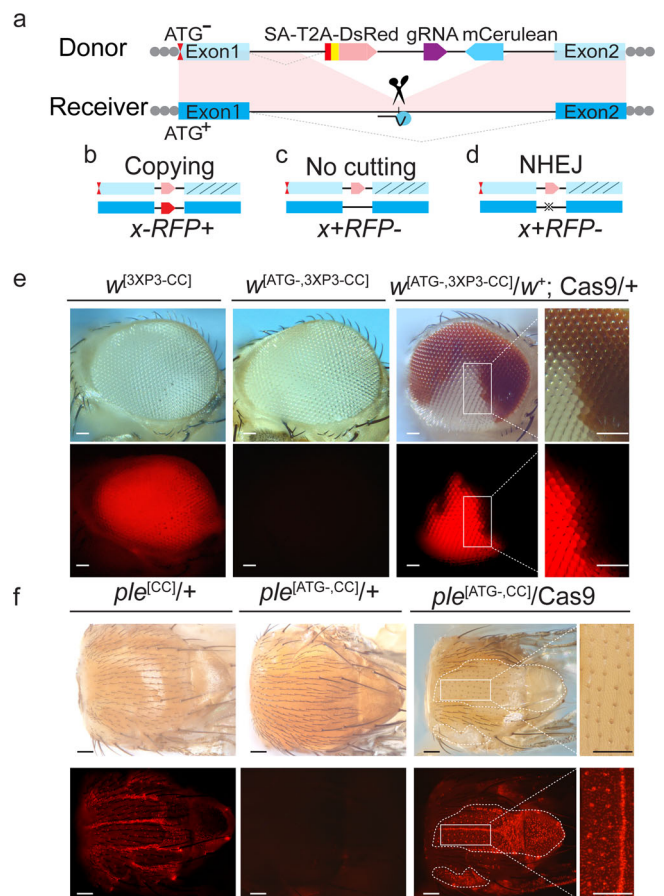 a
ATG⁻ SA-T2A-DsRed gRNA mCerulean
Donor Exon1 Exon2
Receiver Exon1 Exon2
ATG⁺
b Copying c No cutting d NHEJ
x-RFP+ x+RFP- x+RFP-
e w[3XP3-CC] w[ATG-,3XP3-CC] w[ATG-,3XP3-CC]/w⁺; Cas9/+
f ple[CC]/+ ple[ATG-,CC]/+ ple[ATG-,CC]/Cas9